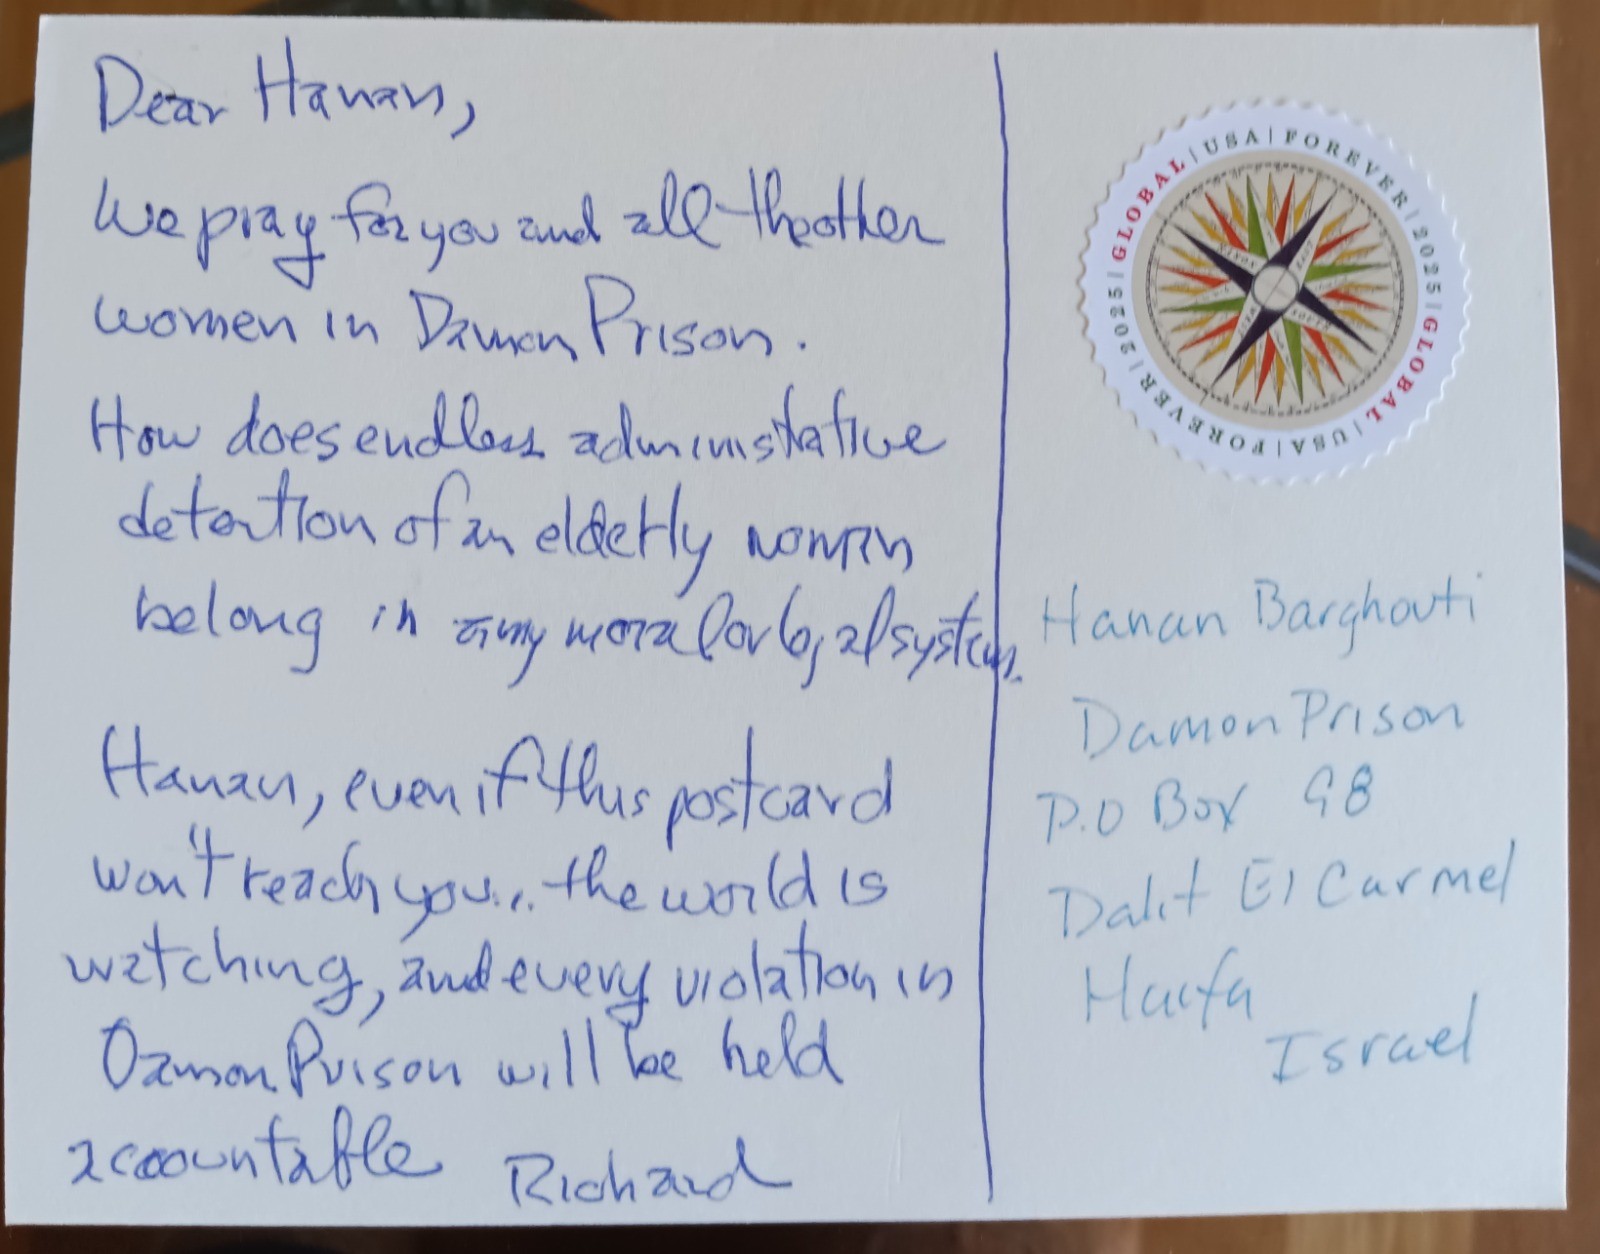 Dear Hanan,
We pray for you and all the other
women in Damon Prison.
How does endless administrative
detention of an elderly woman
belong in any moral or legal system.
Hanan, even if this postcard
won't reach you... the world is
watching, and every violation in
Damon Prison will be held
accountable Richard
GLOBAL | USA | FOREVER | 2025 | GLOBAL | USA | FOREVER | 2025 |
Hanan Barghouti
Damon Prison
P.O Box 98
Dalit El Carmel
Haifa
Israel